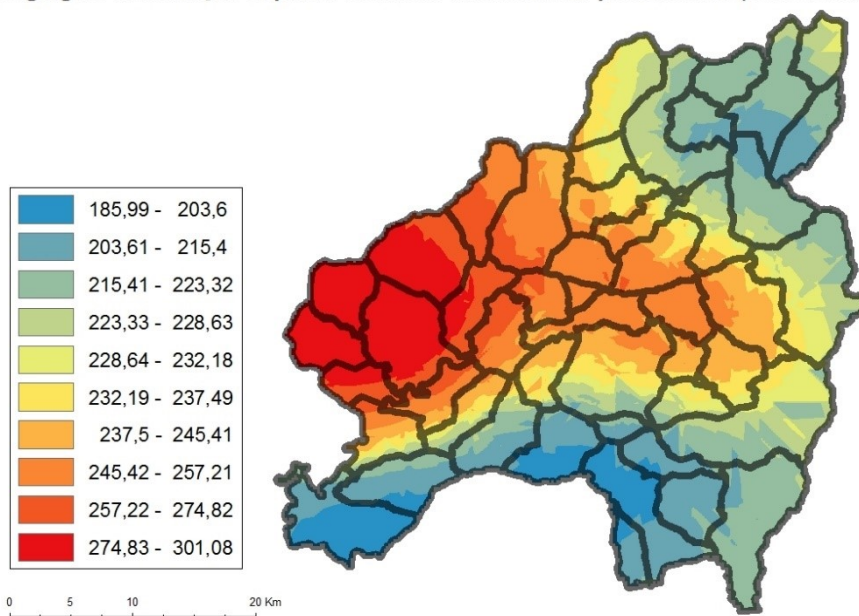 185,99 - 203,6
203,61 - 215,4
215,41 - 223,32
223,33 - 228,63
228,64 - 232,18
232,19 - 237,49
237,5 - 245,41
245,42 - 257,21
257,22 - 274,82
274,83 - 301,08
0 5 10 20 Km